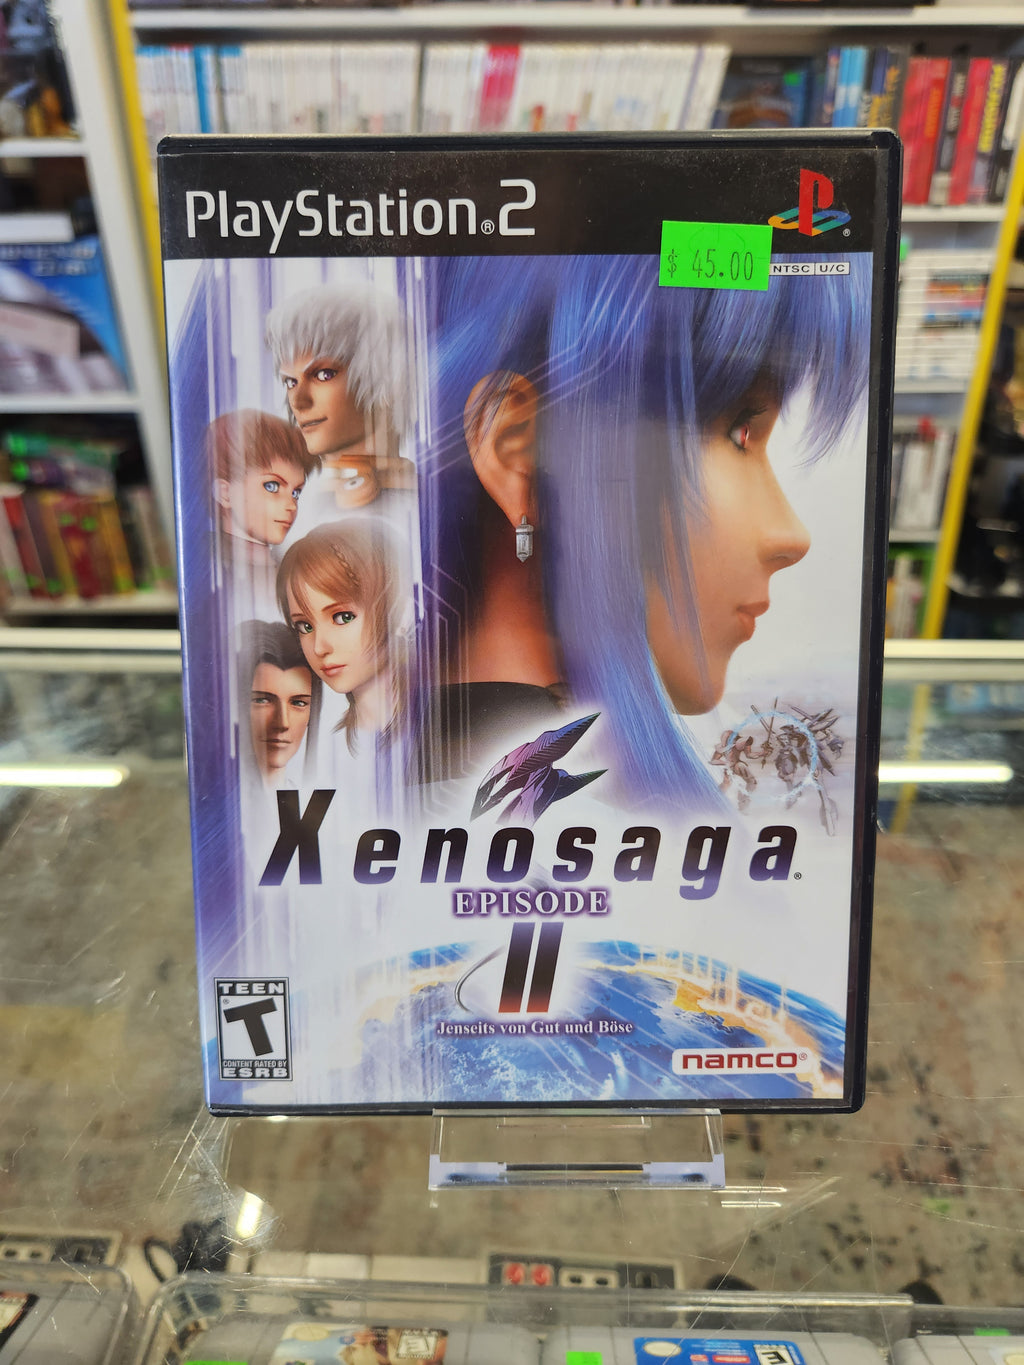 PlayStation®2
$ 45.00
NTSC U/C
Xenosaga®
EPISODE
II
Jenseits von Gut und Böse
TEEN
T
CONTENT RATED BY
ESRB
namco®